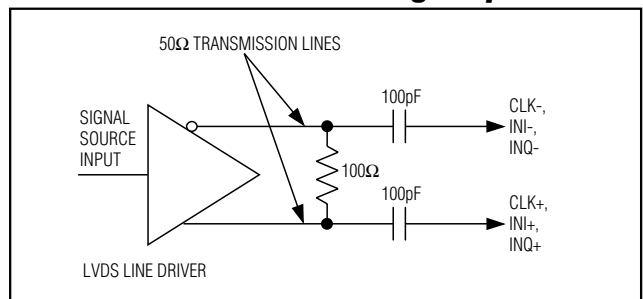 50Ω TRANSMISSION LINES
100pF
CLK-,
INI-,
INQ-
SIGNAL
SOURCE
INPUT
100Ω
100pF
CLK+,
INI+,
INQ+
LVDS LINE DRIVER